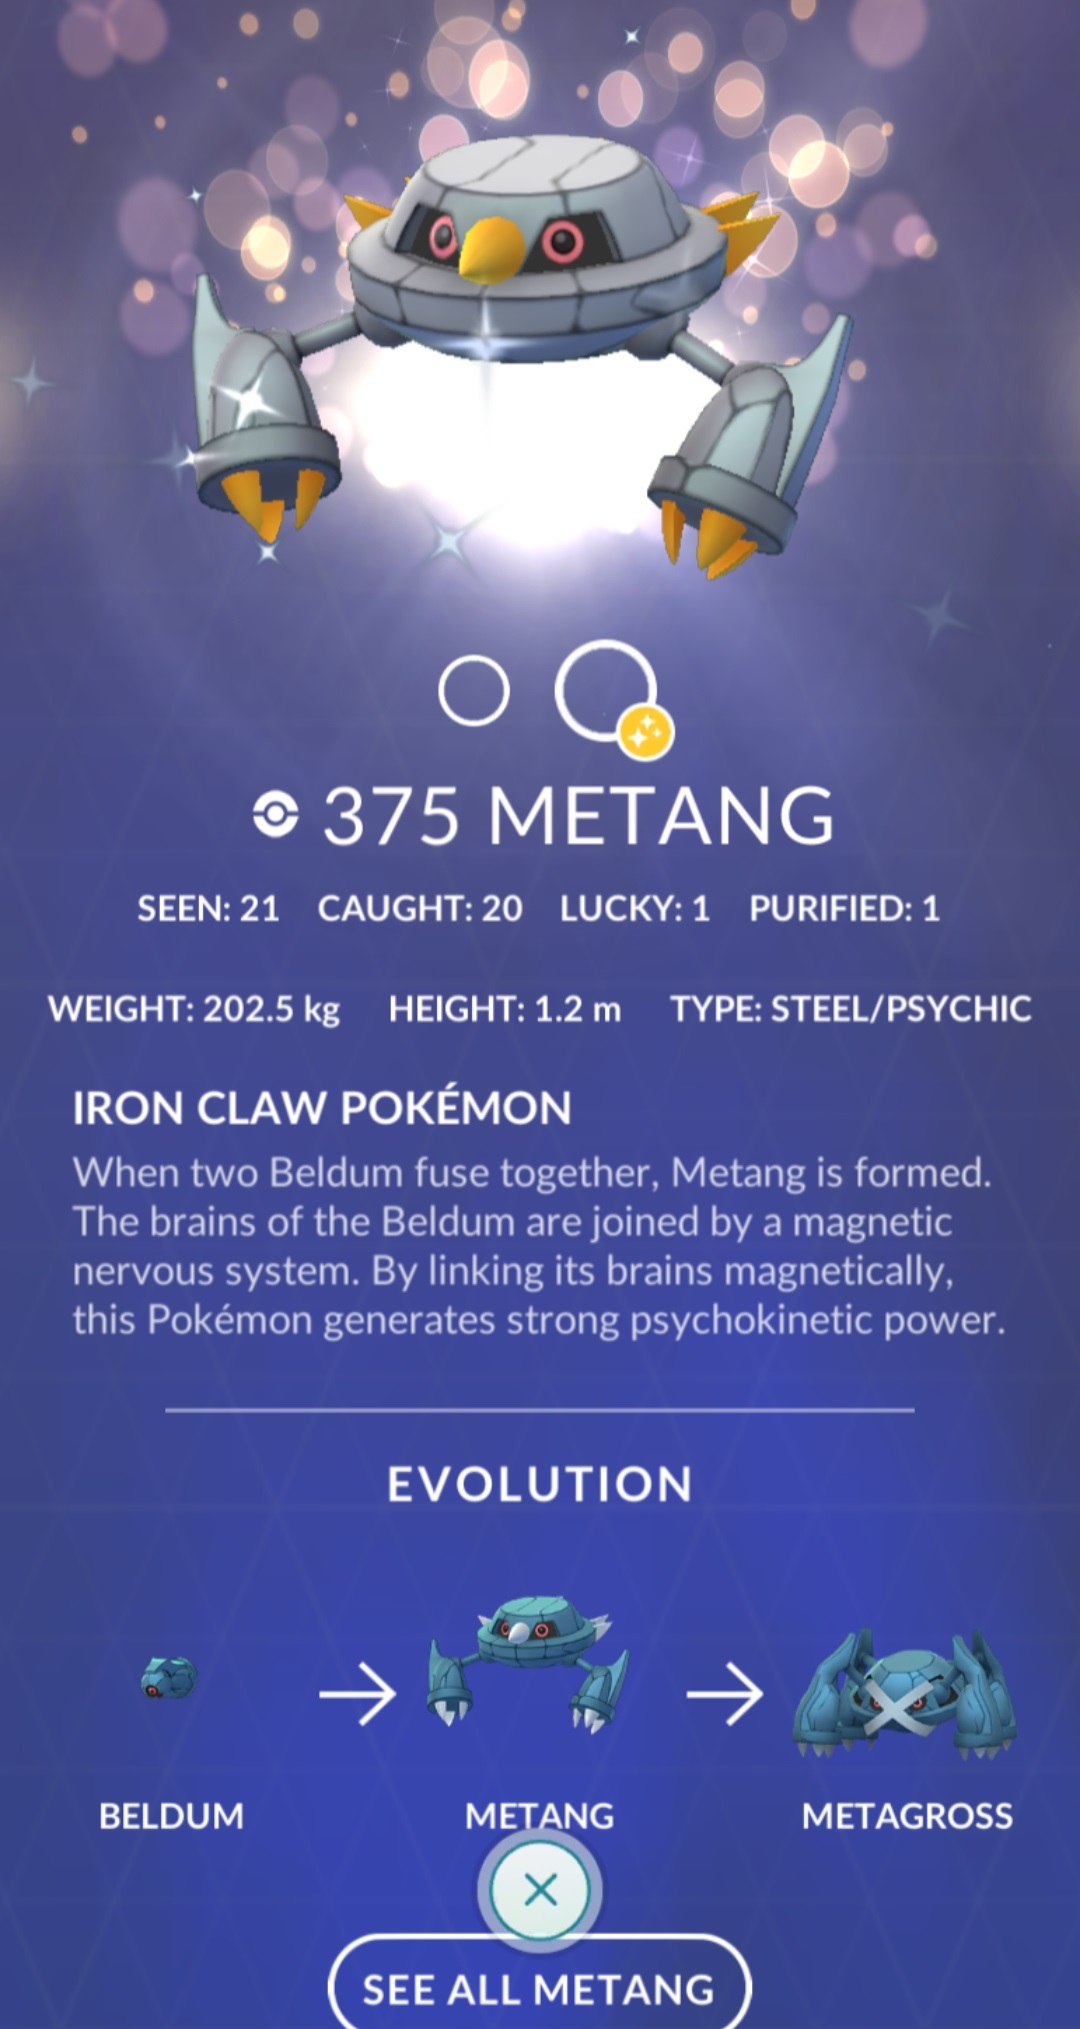 375 METANG
SEEN: 21 CAUGHT: 20 LUCKY: 1 PURIFIED: 1
WEIGHT: 202.5 kg HEIGHT: 1.2 m TYPE: STEEL/PSYCHIC
IRON CLAW POKÉMON
When two Beldum fuse together, Metang is formed.
The brains of the Beldum are joined by a magnetic
nervous system. By linking its brains magnetically,
this Pokémon generates strong psychokinetic power.
EVOLUTION
BELDUM METANG METAGROSS
SEE ALL METANG